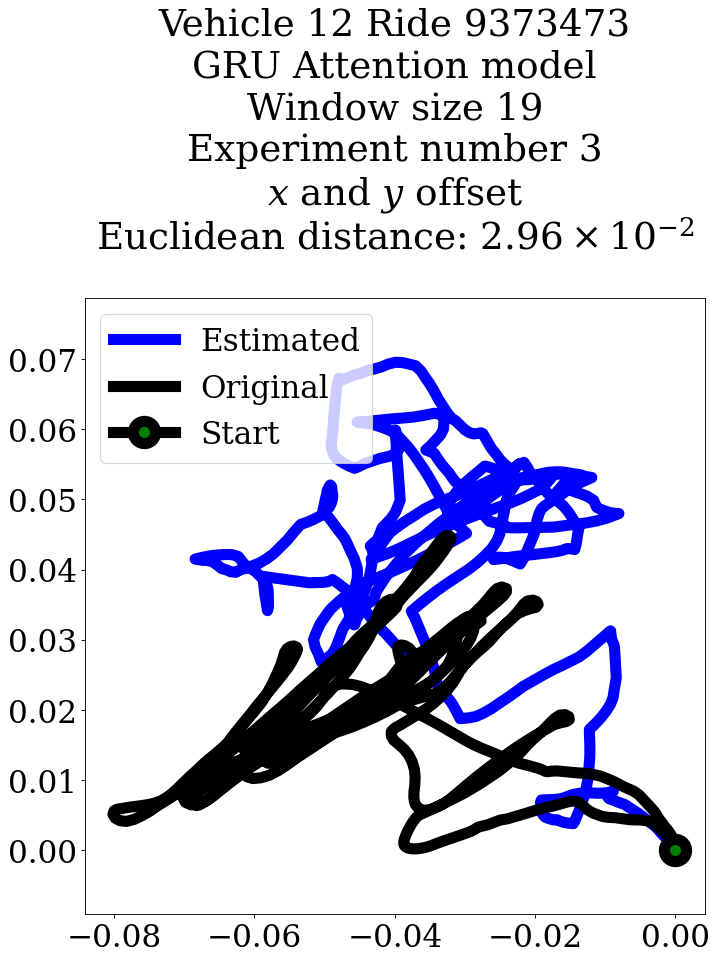 Vehicle 12 Ride 9373473
GRU Attention model
Window size 19
Experiment number 3
x and y offset
Euclidean distance: 2.96 × 10⁻²
Estimated
Original
Start
0.07
0.06
0.05
0.04
0.03
0.02
0.01
0.00
−0.08 −0.06 −0.04 −0.02 0.00